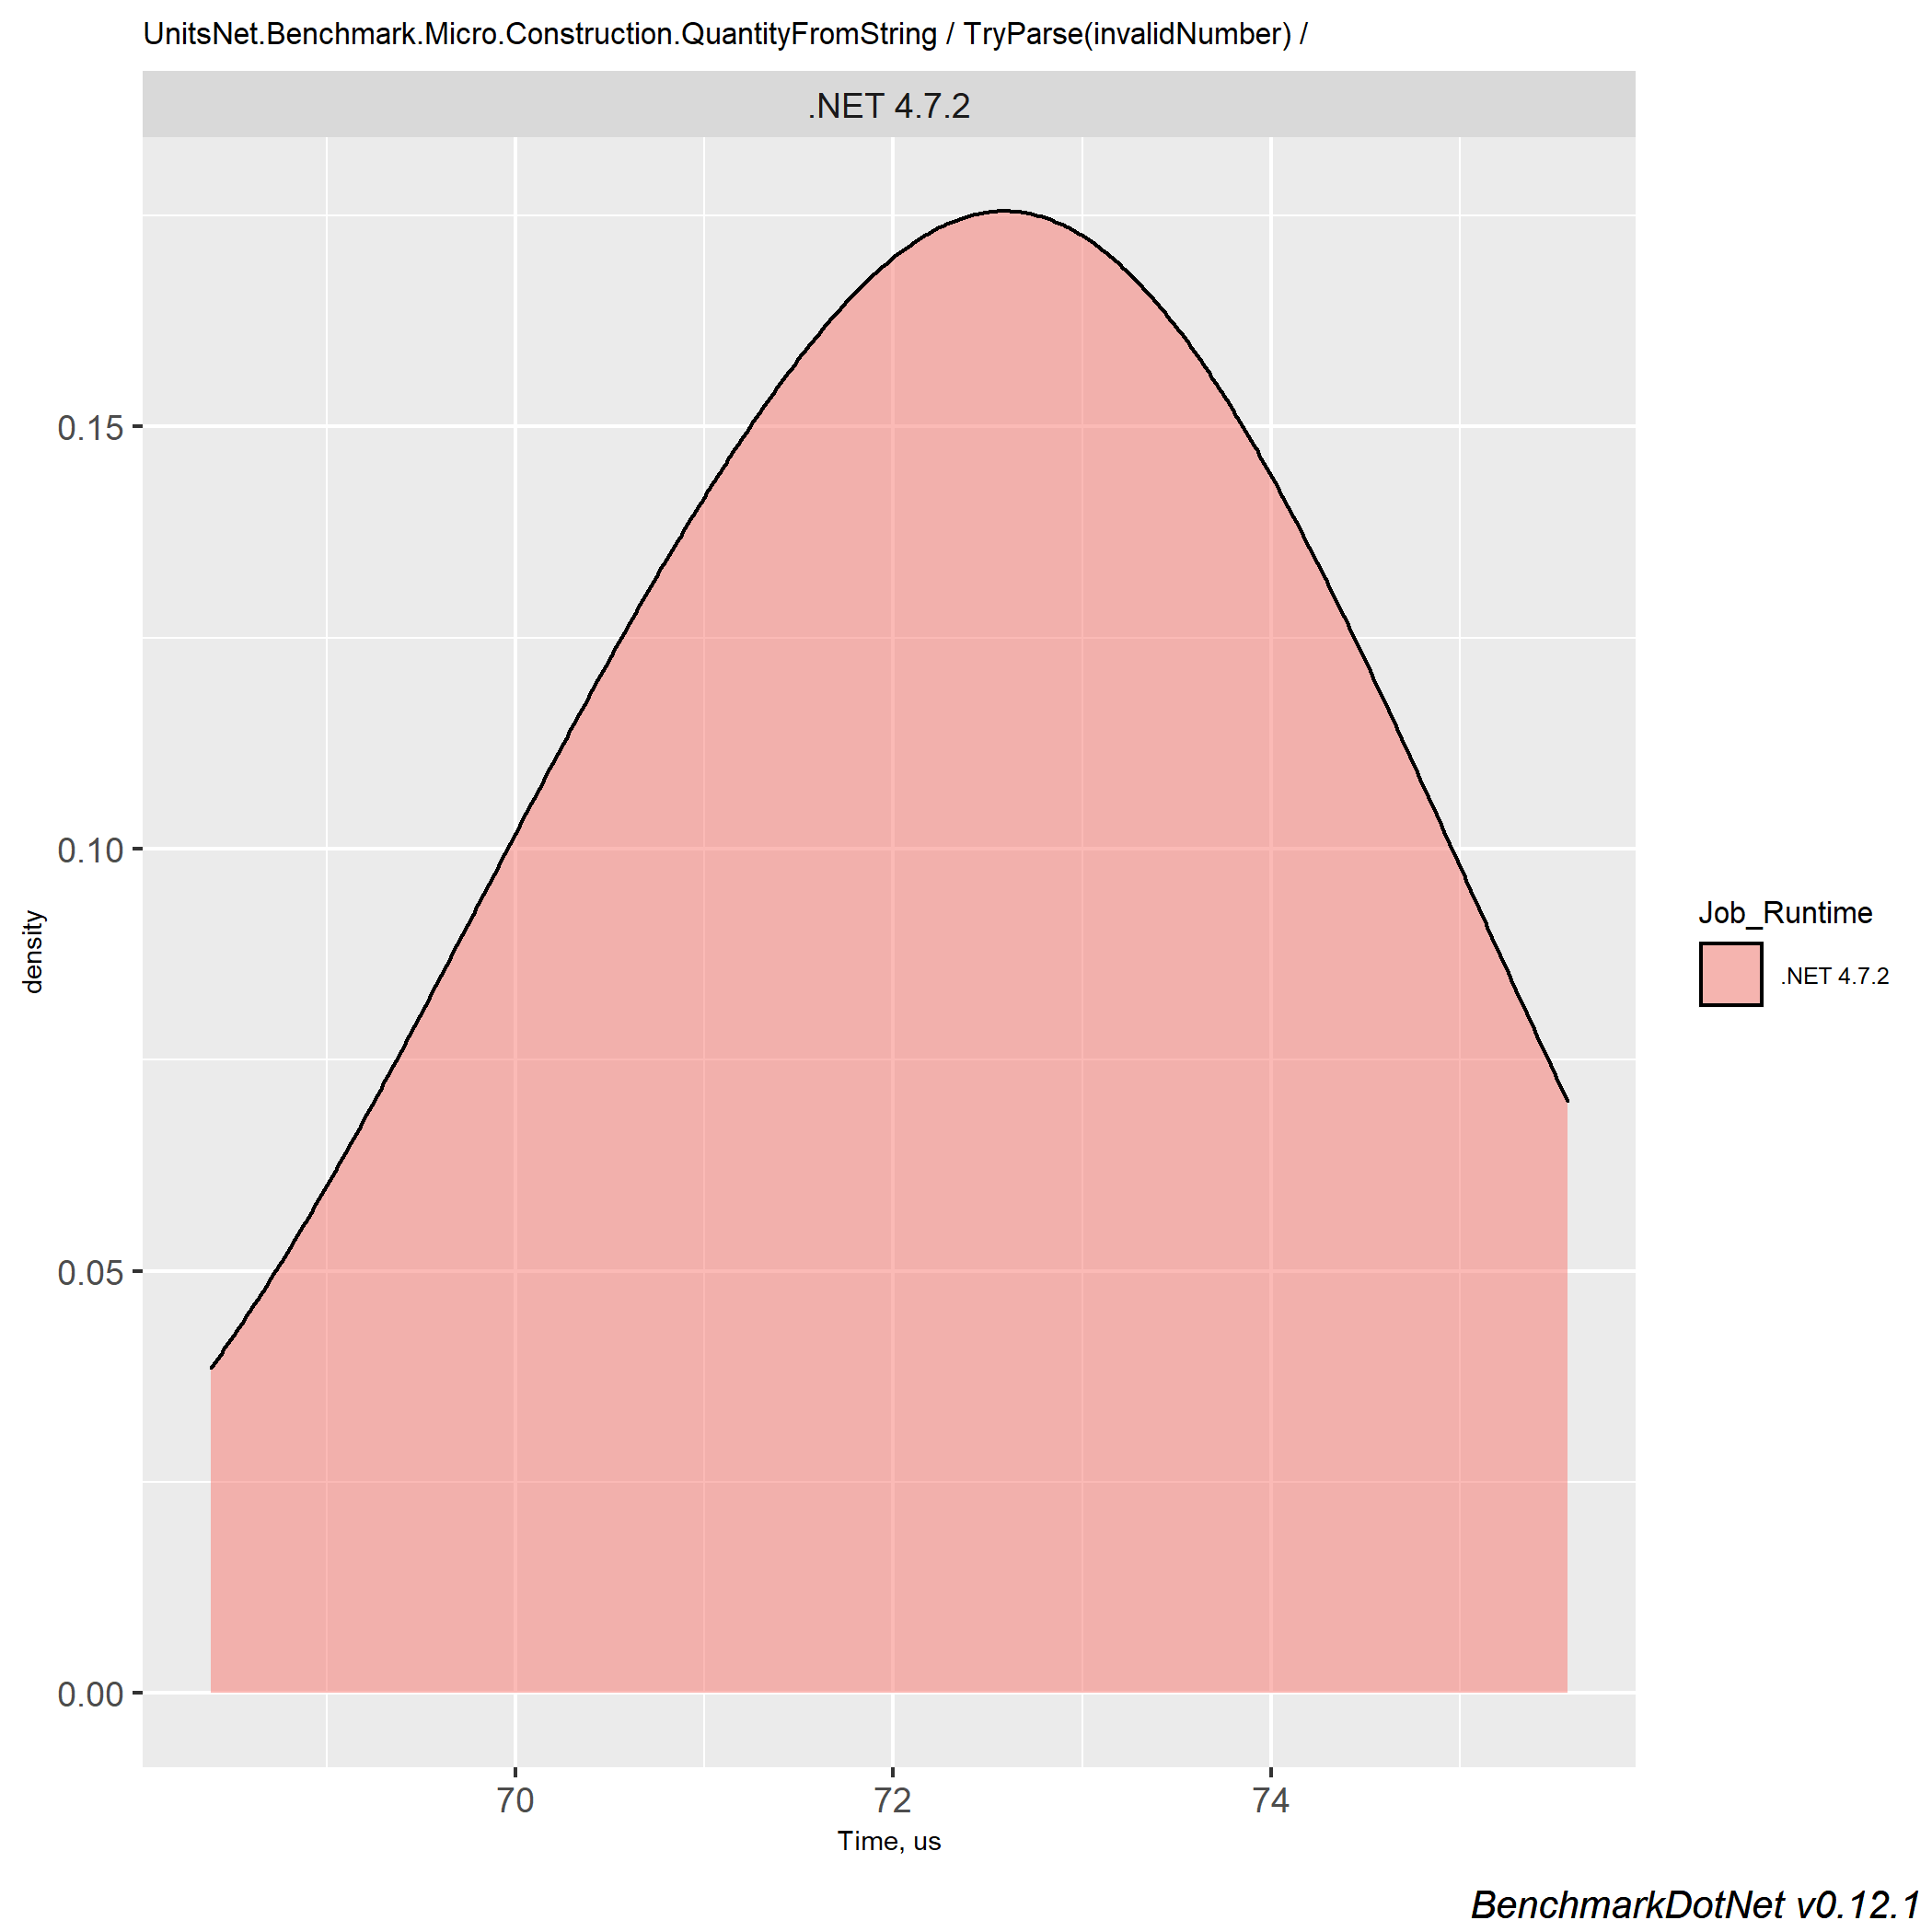 UnitsNet.Benchmark.Micro.Construction.QuantityFromString / TryParse(invalidNumber) /
.NET 4.7.2
0.15
0.10
0.05
0.00
density
70 72 74
Time, us
Job_Runtime
.NET 4.7.2
BenchmarkDotNet v0.12.1